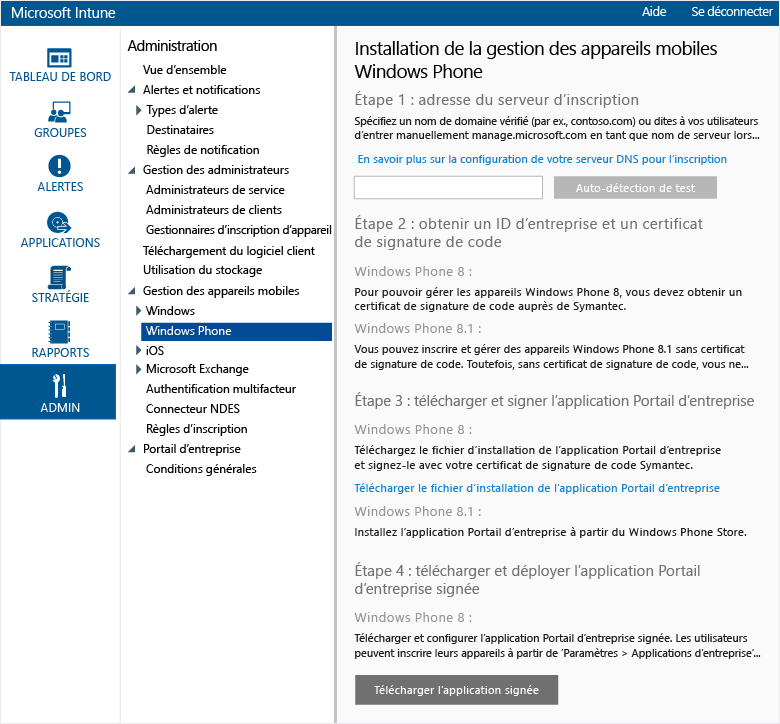 Microsoft Intune
Aide
Se déconnecter
TABLEAU DE BORD
GROUPES
ALERTES
APPLICATIONS
STRATÉGIE
RAPPORTS
ADMIN
Administration
Vue d’ensemble
Alertes et notifications
Types d’alerte
Destinataires
Règles de notification
Gestion des administrateurs
Administrateurs de service
Administrateurs de clients
Gestionnaires d’inscription d’appareil
Téléchargement du logiciel client
Utilisation du stockage
Gestion des appareils mobiles
Windows
Windows Phone
iOS
Microsoft Exchange
Authentification multifacteur
Connecteur NDES
Règles d’inscription
Portail d’entreprise
Conditions générales
Installation de la gestion des appareils mobiles
Windows Phone
Étape 1 : adresse du serveur d’inscription
Spécifiez un nom de domaine vérifié (par ex., contoso.com) ou dites à vos utilisateurs
d’entrer manuellement manage.microsoft.com en tant que nom de serveur lors...
En savoir plus sur la configuration de votre serveur DNS pour l’inscription
Auto-détection de test
Étape 2 : obtenir un ID d’entreprise et un certificat
de signature de code
Windows Phone 8 :
Pour pouvoir gérer les appareils Windows Phone 8, vous devez obtenir un
certificat de signature de code auprès de Symantec.
Windows Phone 8.1 :
Vous pouvez inscrire et gérer des appareils Windows Phone 8.1 sans certificat
de signature de code. Toutefois, sans certificat de signature de code, vous ne...
Étape 3 : télécharger et signer l’application Portail d’entreprise
Windows Phone 8 :
Téléchargez le fichier d’installation de l’application Portail d’entreprise
et signez-le avec votre certificat de signature de code Symantec.
Télécharger le fichier d’installation de l’application Portail d’entreprise
Windows Phone 8.1 :
Installez l’application Portail d’entreprise à partir du Windows Phone Store.
Étape 4 : télécharger et déployer l’application Portail
d’entreprise signée
Windows Phone 8 :
Télécharger et configurer l’application Portail d’entreprise signée. Les utilisateurs
peuvent inscrire leurs appareils à partir de ‘Paramètres > Applications d’entreprise’...
Télécharger l’application signée